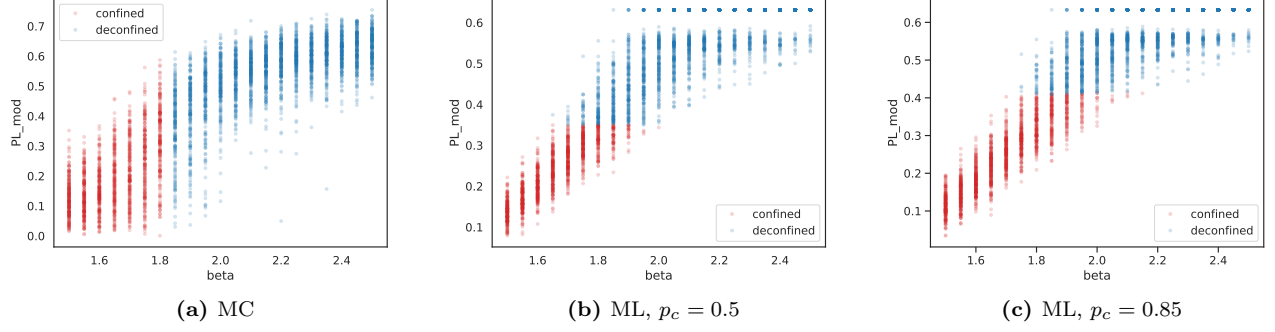 confined
deconfined
PL_mod
0.7
0.6
0.5
0.4
0.3
0.2
0.1
0.0
1.6 1.8 2.0 2.2 2.4
beta
(a) MC
PL_mod
0.6
0.5
0.4
0.3
0.2
0.1
confined
deconfined
1.6 1.8 2.0 2.2 2.4
beta
(b) ML, p_c = 0.5
PL_mod
0.6
0.5
0.4
0.3
0.2
0.1
confined
deconfined
1.6 1.8 2.0 2.2 2.4
beta
(c) ML, p_c = 0.85